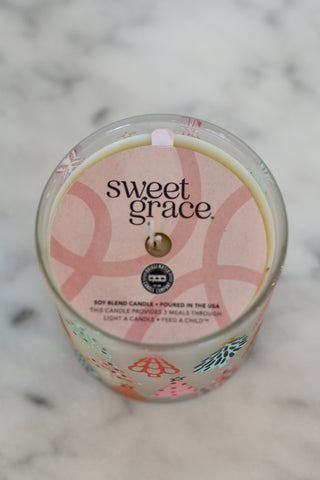 sweet
grace.
SOY BLEND CANDLE • POURED IN THE USA
THIS CANDLE PROVIDES 3 MEALS THROUGH
LIGHT A CANDLE • FEED A CHILD™